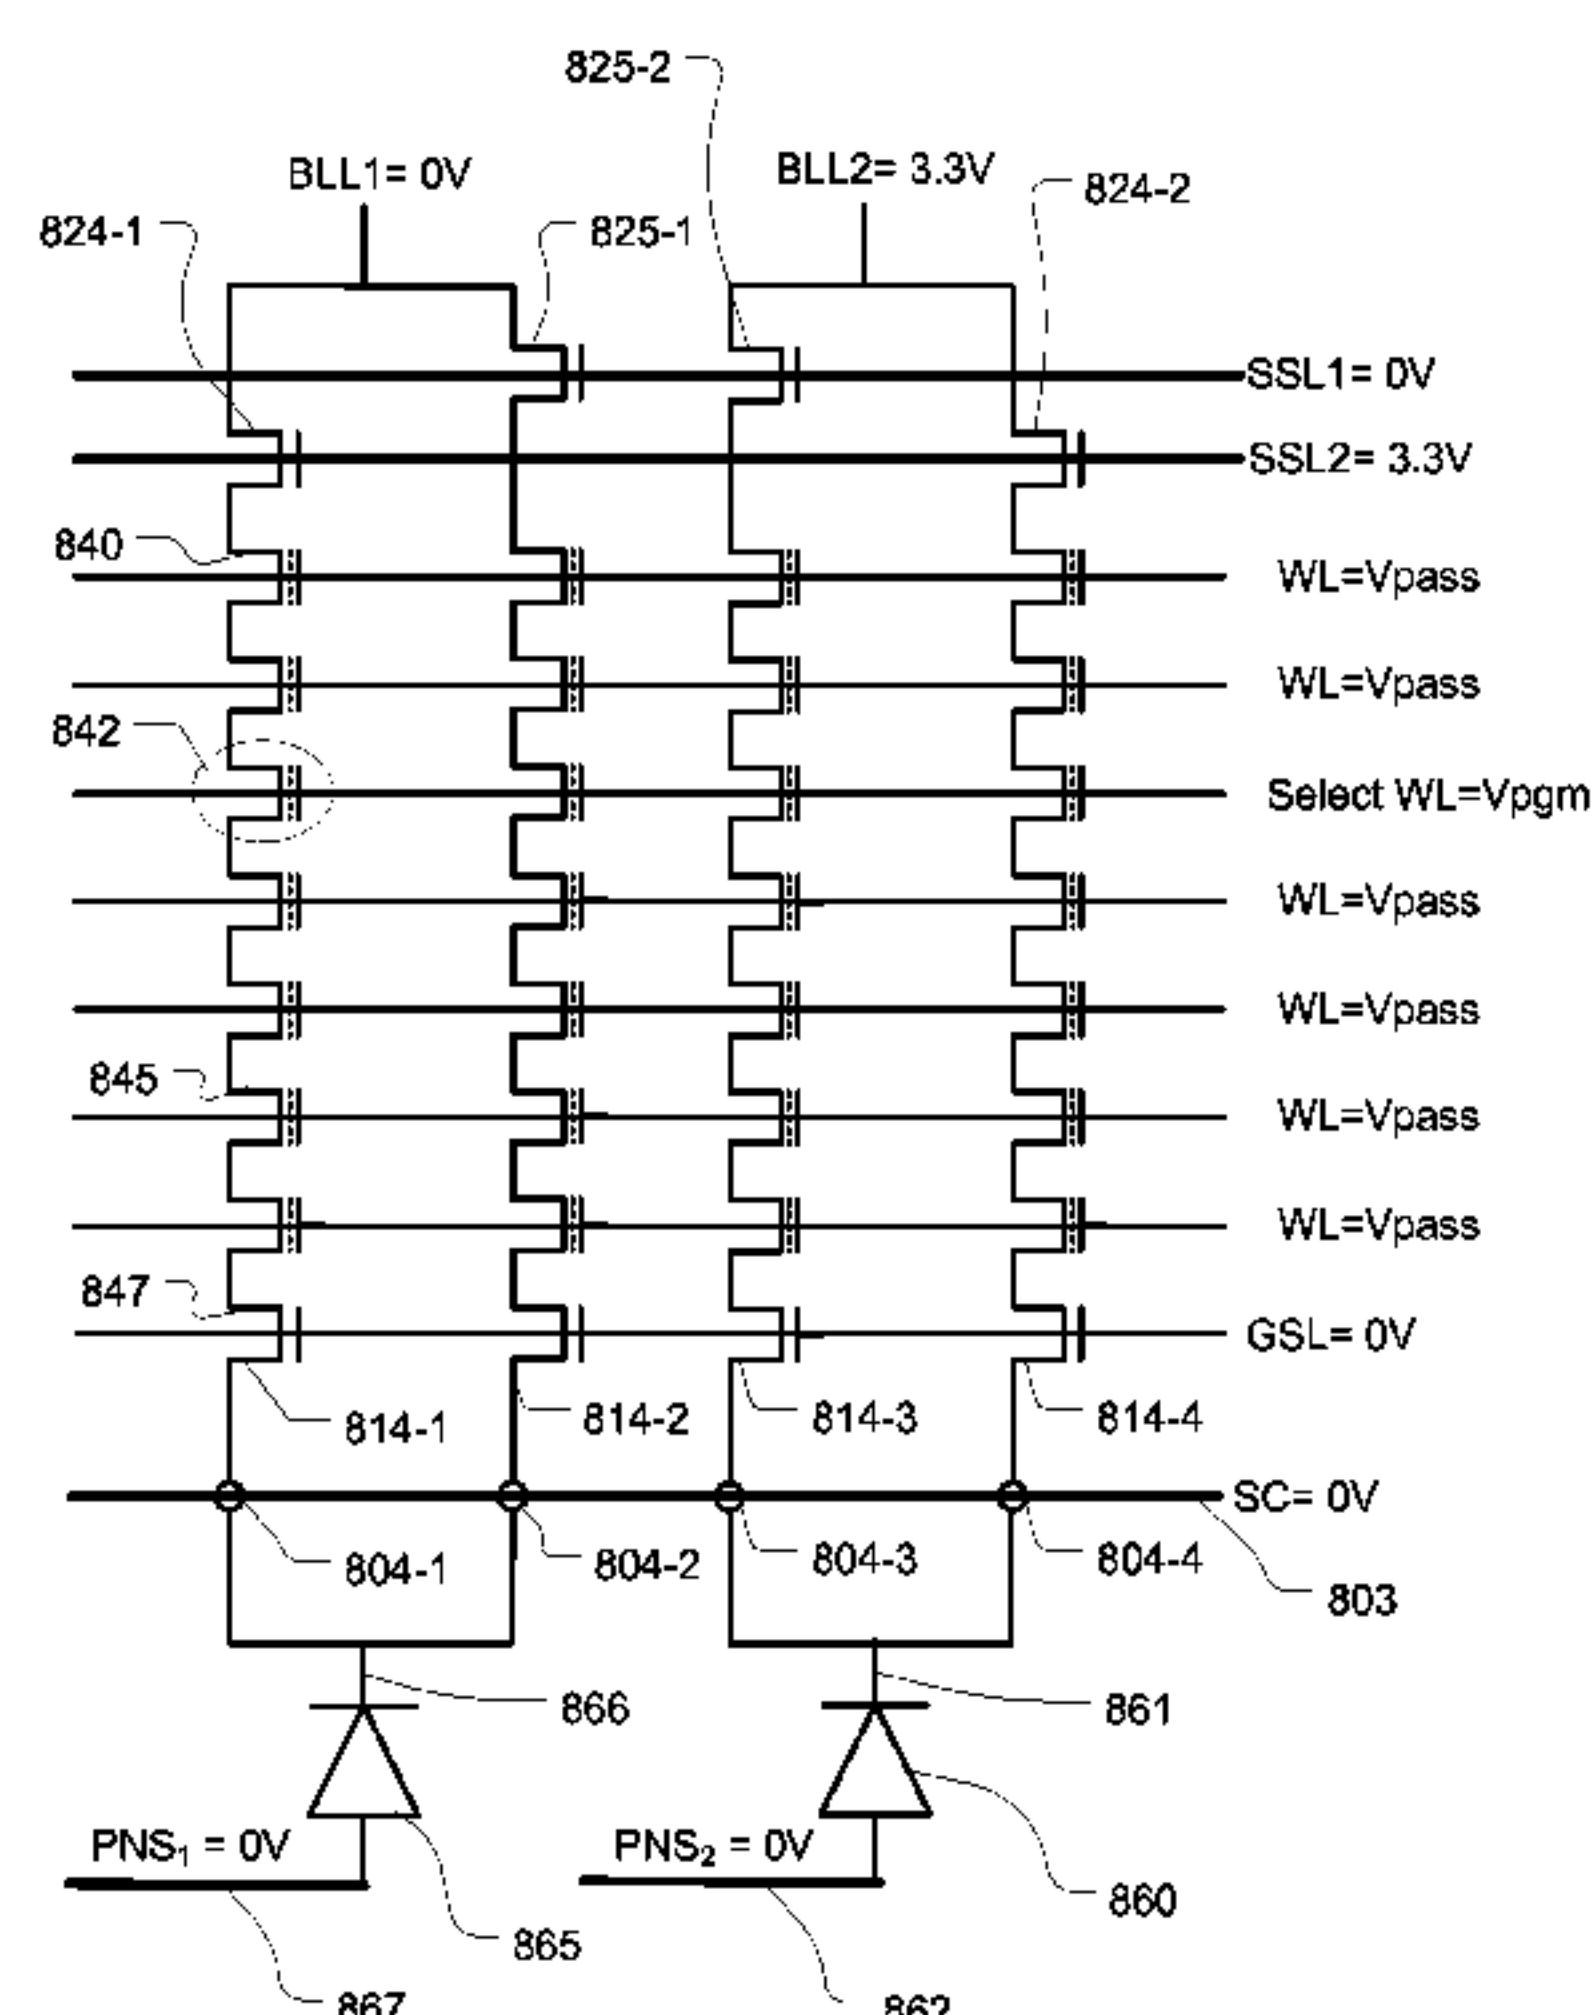 825-2
BLL1= 0V
BLL2= 3.3V
824-2
824-1
825-1
SSL1= 0V
SSL2= 3.3V
840
WL=Vpass
WL=Vpass
842
Select WL=Vpgm
WL=Vpass
WL=Vpass
845
WL=Vpass
WL=Vpass
847
GSL= 0V
814-1
814-2
814-3
814-4
SC= 0V
804-1
804-2
804-3
804-4
803
866
861
PNS₁ = 0V
PNS₂ = 0V
860
865
867
862